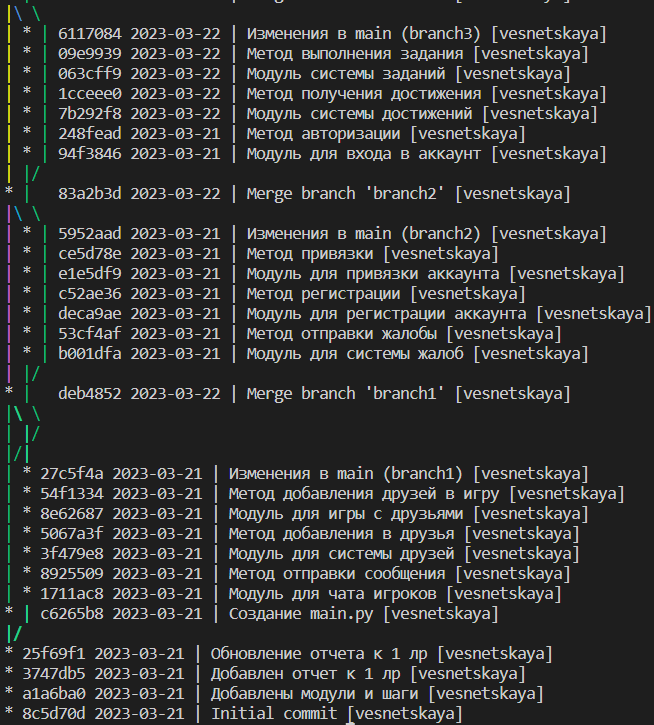 |\ \
| * | 6117084 2023-03-22 | Изменения в main (branch3) [vesnetskaya]
| * | 09e9939 2023-03-22 | Метод выполнения задания [vesnetskaya]
| * | 063cff9 2023-03-22 | Модуль системы заданий [vesnetskaya]
| * | 1cceee0 2023-03-22 | Метод получения достижения [vesnetskaya]
| * | 7b292f8 2023-03-22 | Модуль системы достижений [vesnetskaya]
| * | 248fead 2023-03-21 | Метод авторизации [vesnetskaya]
| * | 94f3846 2023-03-21 | Модуль для входа в аккаунт [vesnetskaya]
| |/
* |   83a2b3d 2023-03-22 | Merge branch 'branch2' [vesnetskaya]
|\ \
| * | 5952aad 2023-03-21 | Изменения в main (branch2) [vesnetskaya]
| * | ce5d78e 2023-03-21 | Метод привязки [vesnetskaya]
| * | e1e5df9 2023-03-21 | Модуль для привязки аккаунта [vesnetskaya]
| * | c52ae36 2023-03-21 | Метод регистрации [vesnetskaya]
| * | deca9ae 2023-03-21 | Модуль для регистрации аккаунта [vesnetskaya]
| * | 53cf4af 2023-03-21 | Метод отправки жалобы [vesnetskaya]
| * | b001dfa 2023-03-21 | Модуль для системы жалоб [vesnetskaya]
| |/
* |   deb4852 2023-03-22 | Merge branch 'branch1' [vesnetskaya]
|\ \
| |/
|/|
| * 27c5f4a 2023-03-21 | Изменения в main (branch1) [vesnetskaya]
| * 54f1334 2023-03-21 | Метод добавления друзей в игру [vesnetskaya]
| * 8e62687 2023-03-21 | Модуль для игры с друзьями [vesnetskaya]
| * 5067a3f 2023-03-21 | Метод добавления в друзья [vesnetskaya]
| * 3f479e8 2023-03-21 | Модуль для системы друзей [vesnetskaya]
| * 8925509 2023-03-21 | Метод отправки сообщения [vesnetskaya]
| * 1711ac8 2023-03-21 | Модуль для чата игроков [vesnetskaya]
* | c6265b8 2023-03-21 | Создание main.py [vesnetskaya]
|/
* 25f69f1 2023-03-21 | Обновление отчета к 1 лр [vesnetskaya]
* 3747db5 2023-03-21 | Добавлен отчет к 1 лр [vesnetskaya]
* a1a6ba0 2023-03-21 | Добавлены модули и шаги [vesnetskaya]
* 8c5d70d 2023-03-21 | Initial commit [vesnetskaya]